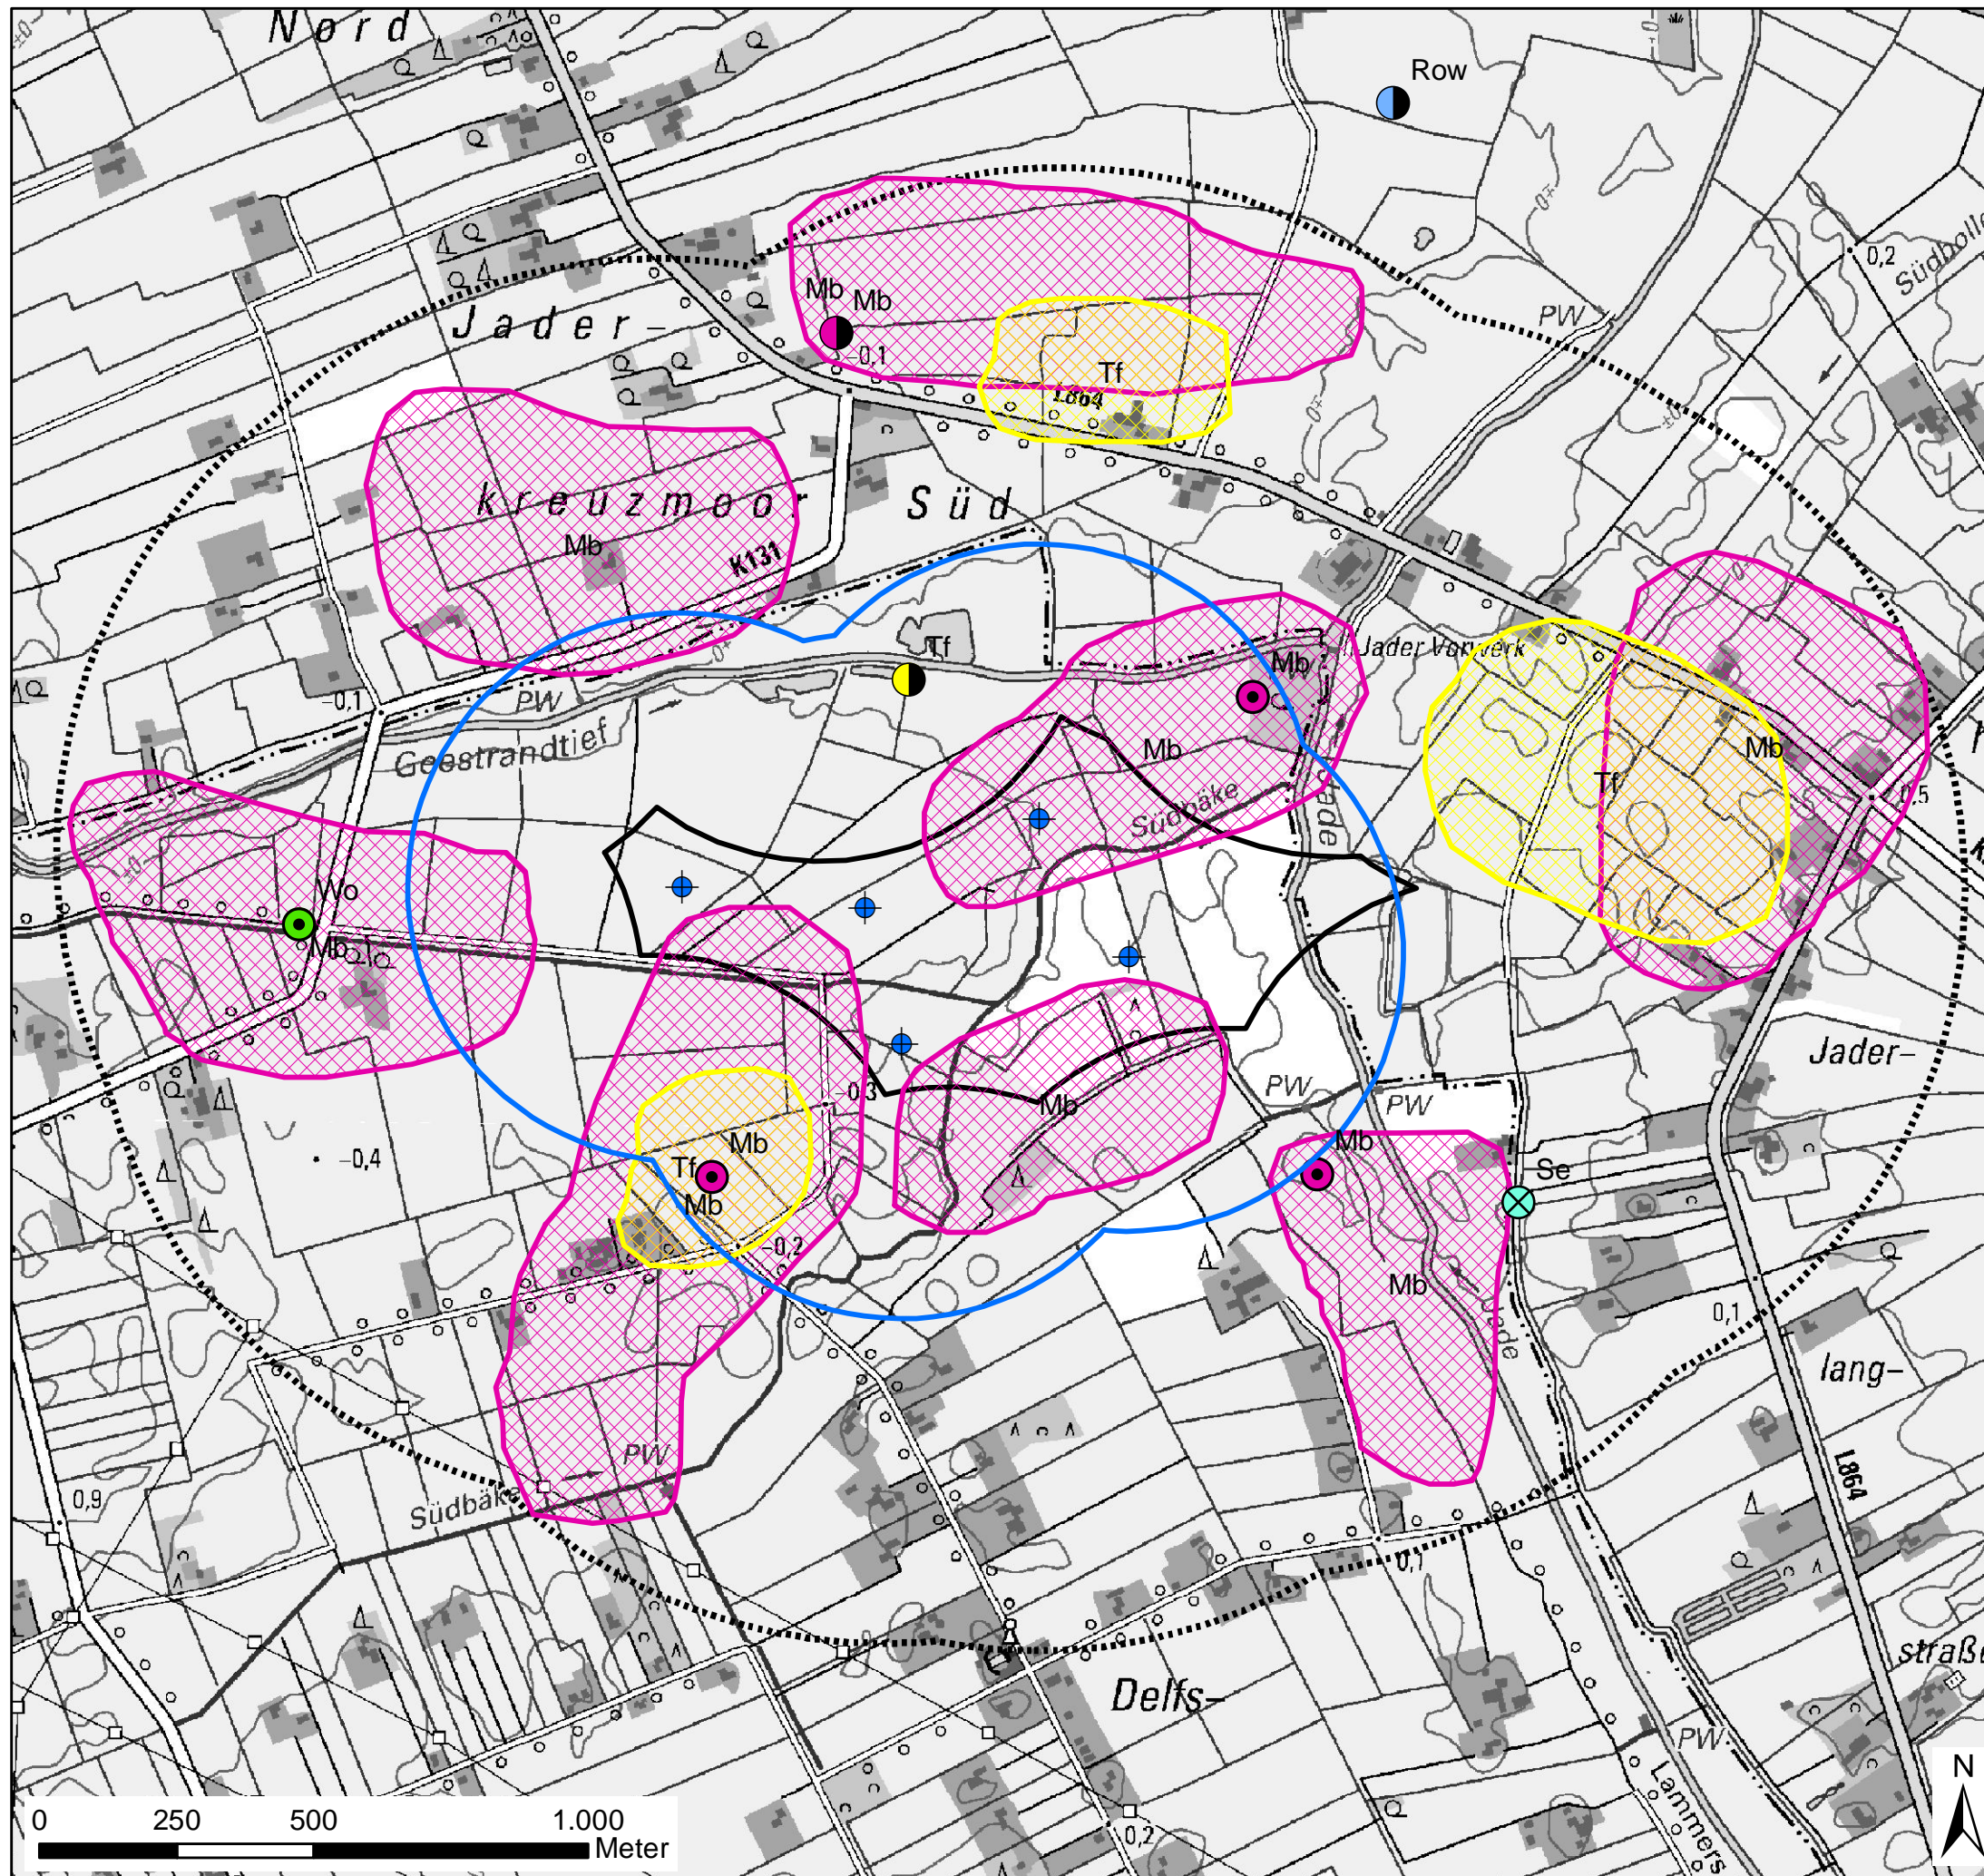 Nord
Row
0,2
PW
Mb
Mb
Jader-
-0,1
Tf
L864
kreuzmoor
Süd
Mb
K131
Tf
Jader Vorwerk
Mb
-0,1
PW
Geestrandtief
Mb
Mb
Tf
Südbäke
Jade
0,5
Wo
Mb
Jader-
-0,3
PW
PW
Mb
-0,4
Mb
Mb
Tf
Se
Mb
-0,2
Mb
Jade
0,1
lang-
PW
L864
0,9
Südbäke
0,1
straße
Delfs-
PW
Lammers
N
0 250 500 1.000
Meter
0,2